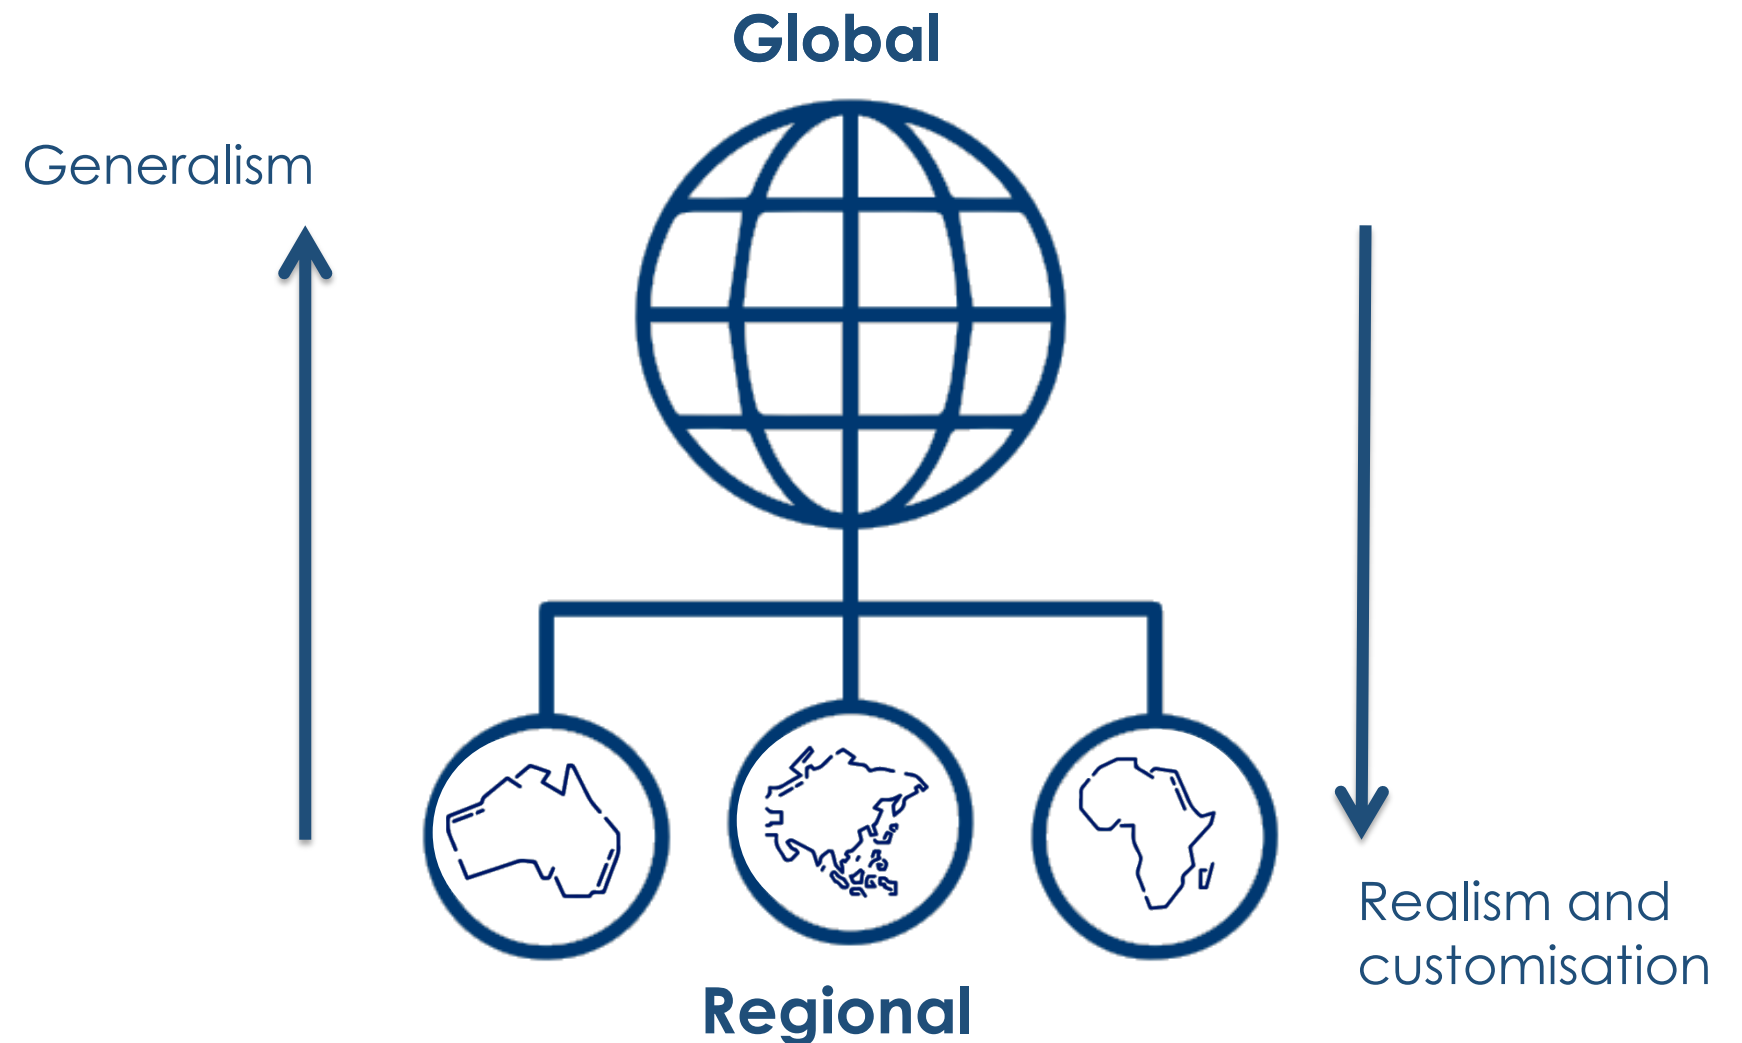 Global
Generalism
Realism and
customisation
Regional